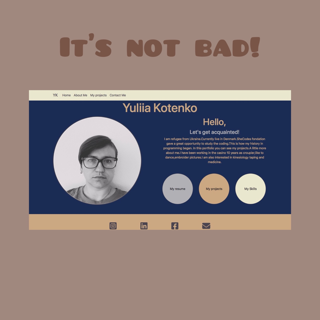 It's not bad!
YK Home About Me My projects Contact Me
Yuliia Kotenko
Hello,
Let's get acquainted!
I am refugee from Ukraine,currently I'm in Denmark.SheCodes fondation
gave a great opportunity to study the coding.This is how my history in
programming began. In this portfolio you can see my projects.A little more
about me: I have been working in the casino 10 years as croupier,like to
dance,embroider pictures.I am also interested in Kinesiology taping and
medicine.
My resume My projects My Skills